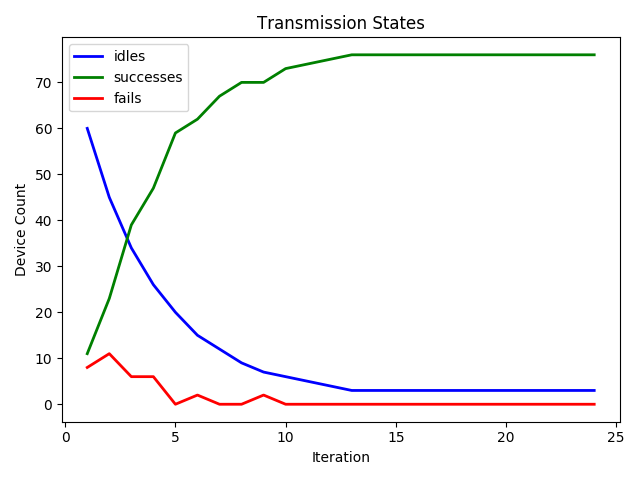 Transmission States
idles
successes
fails
Device Count
70
60
50
40
30
20
10
0
0 5 10 15 20 25
Iteration